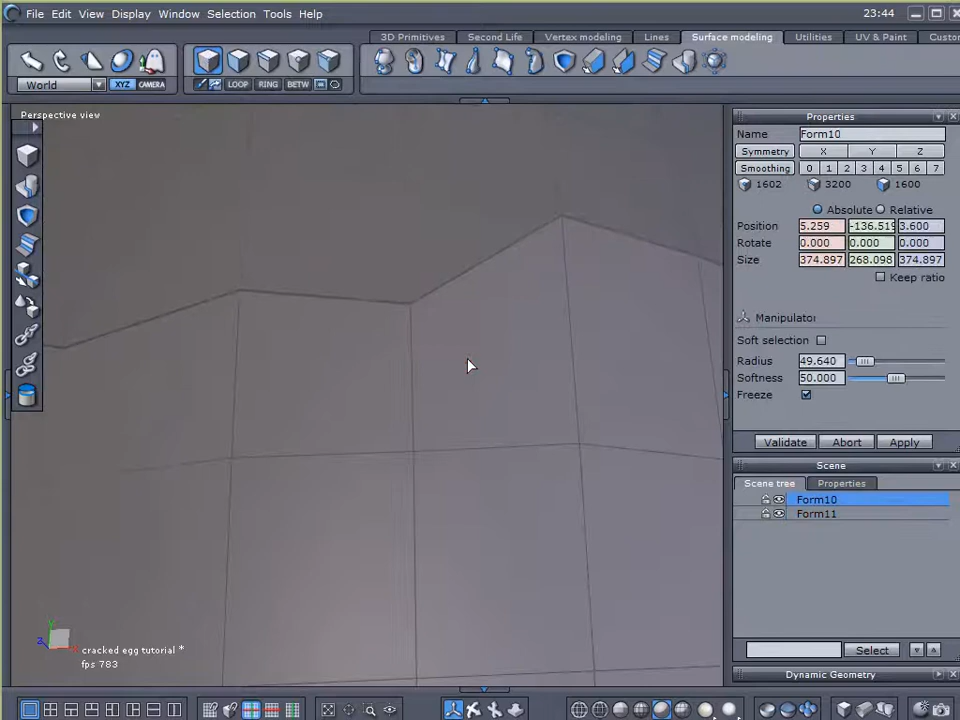 File Edit Display Window Selection Tools Help 23:44
3D Primitives Second Life Vertex modeling Lines Surface modeling Utilities UV & Paint Custo
World XYZ CAMERA LOOP RING BETW
Perspective view
Properties
Name Form10
Symmetry X Y Z
Smoothing 0 1 2 3 4 5 6 7
1602 3200 1600
Absolute Relative
Position 5.259 -136.519 3.600
Rotate 0.000 0.000 0.000
Size 374.897 268.098 374.897
Keep ratio
Manipulator
Soft selection
Radius 49.640
Softness 50.000
Freeze
Validate Abort Apply
Scene
Scene tree Properties
Form10
Form11
Select
Dynamic Geometry
Y
Z
X
cracked egg tutorial *
fps 783